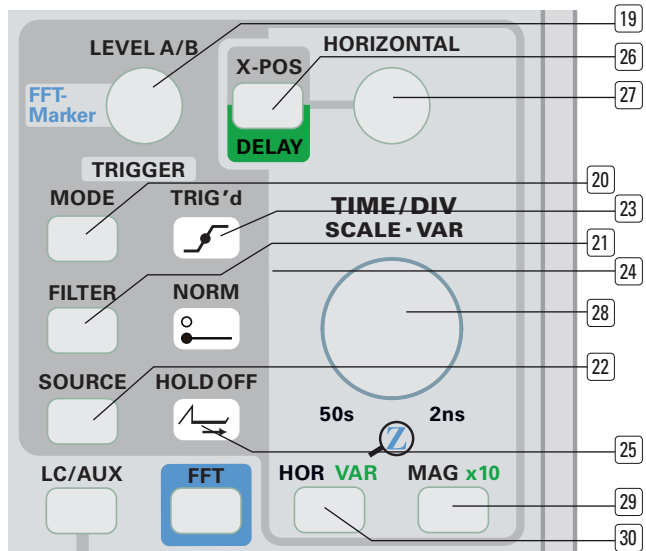 19
LEVEL A/B
HORIZONTAL
X-POS
26
FFT-
Marker
27
DELAY
TRIGGER
20
MODE
TRIG'd
TIME/DIV
SCALE · VAR
23
21
24
FILTER
NORM
28
22
SOURCE
HOLD OFF
50s
2ns
Z
25
LC/AUX
FFT
HOR VAR
MAG x10
29
30